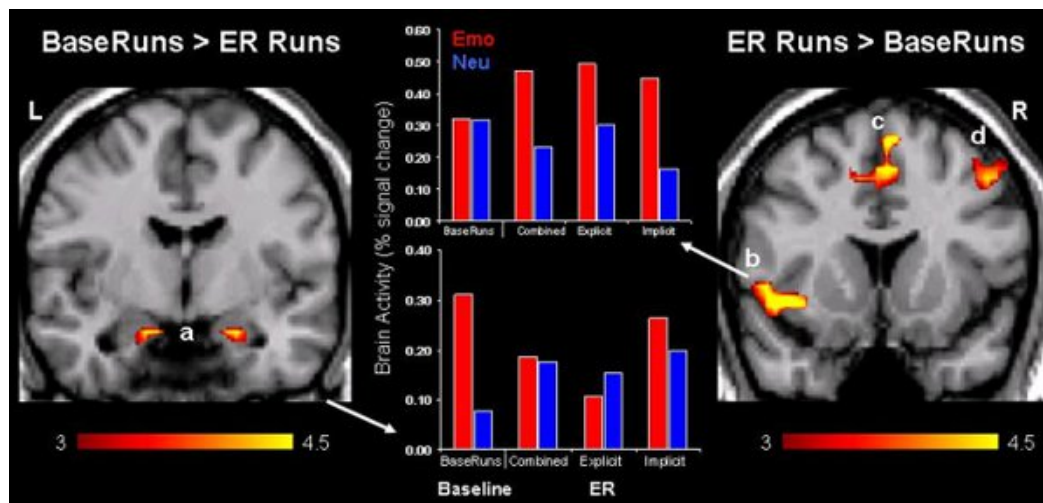 BaseRuns > ER Runs
ER Runs > BaseRuns
L
R
a
b
c
d
3
4.5
3
4.5
Brain Activity (% signal change)
Emo
Neu
0.60
0.50
0.40
0.30
0.20
0.10
0.00
BaseRuns
Combined
Explicit
Implicit
0.40
0.30
0.20
0.10
0.00
BaseRuns
Combined
Explicit
Implicit
Baseline
ER